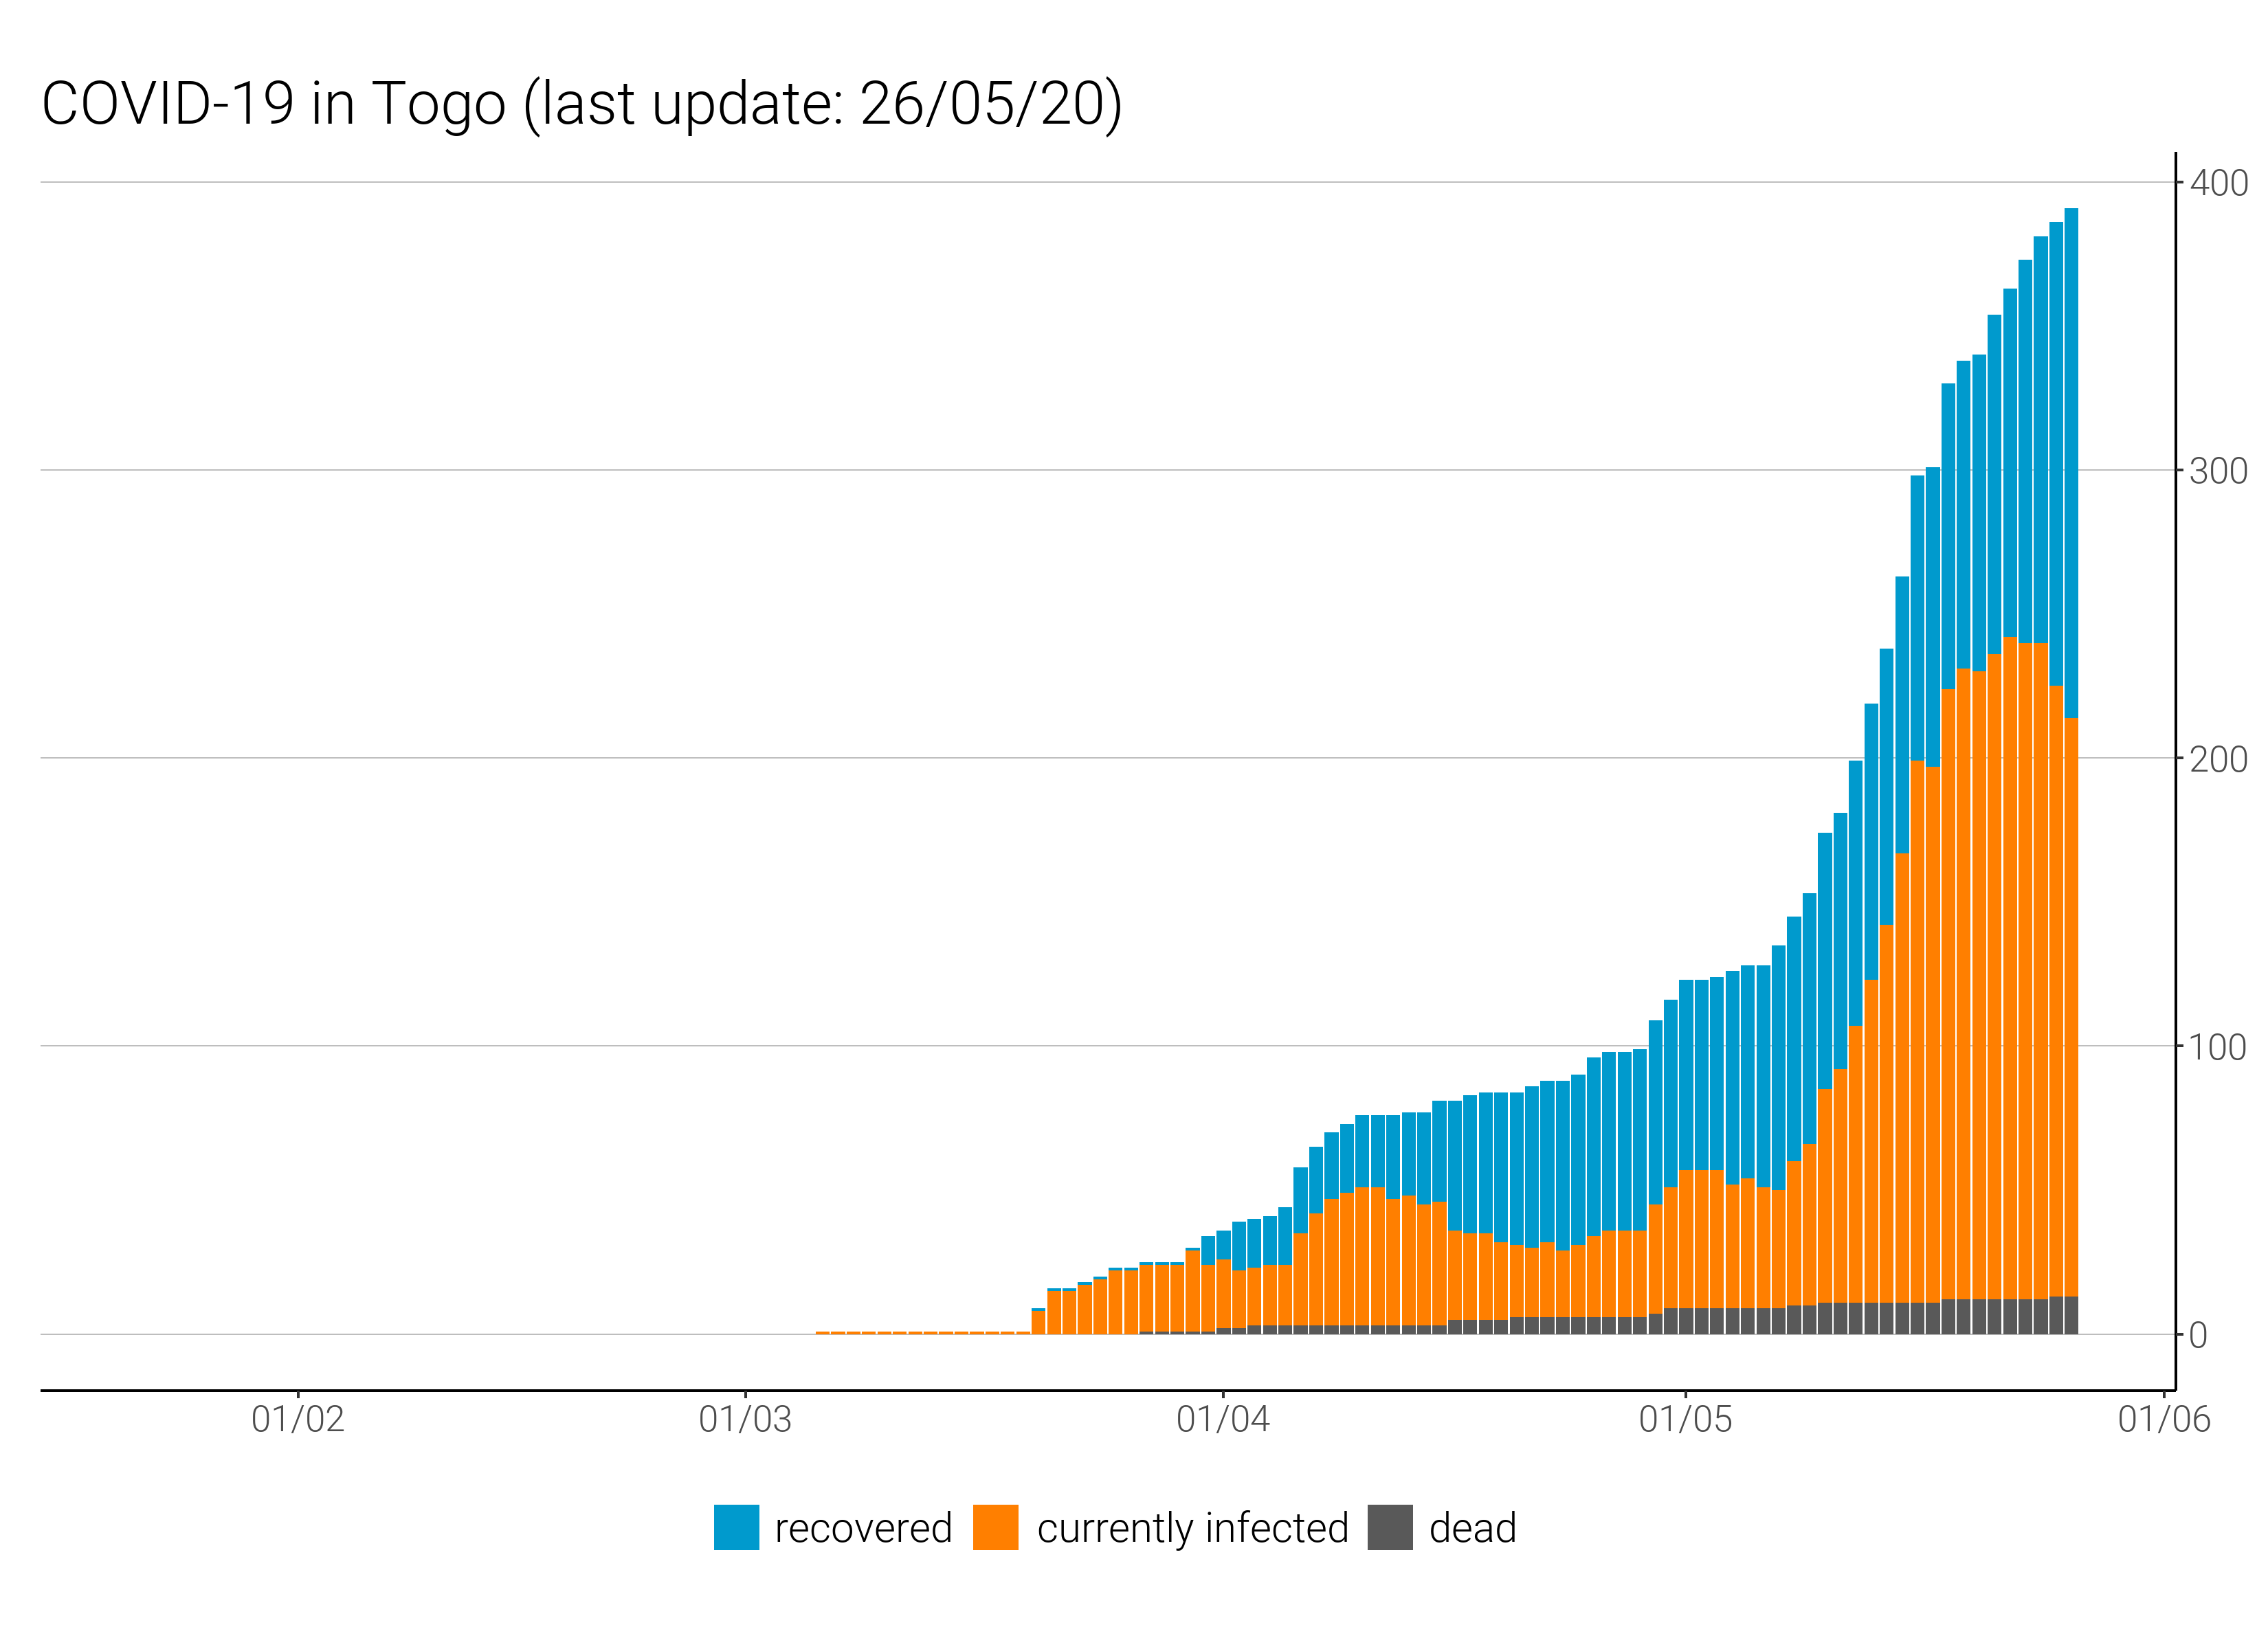 COVID-19 in Togo (last update: 26/05/20)
400
300
200
100
0
01/02 01/03 01/04 01/05 01/06
recovered currently infected dead